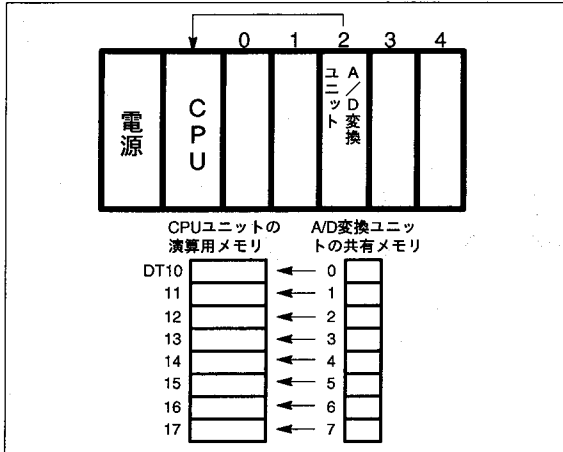 0 1 2 3 4
電源
CPU
A/D変換
ユニット
CPUユニットの
演算用メモリ
A/D変換ユニッ
トの共有メモリ
DT10 0
11 1
12 2
13 3
14 4
15 5
16 6
17 7